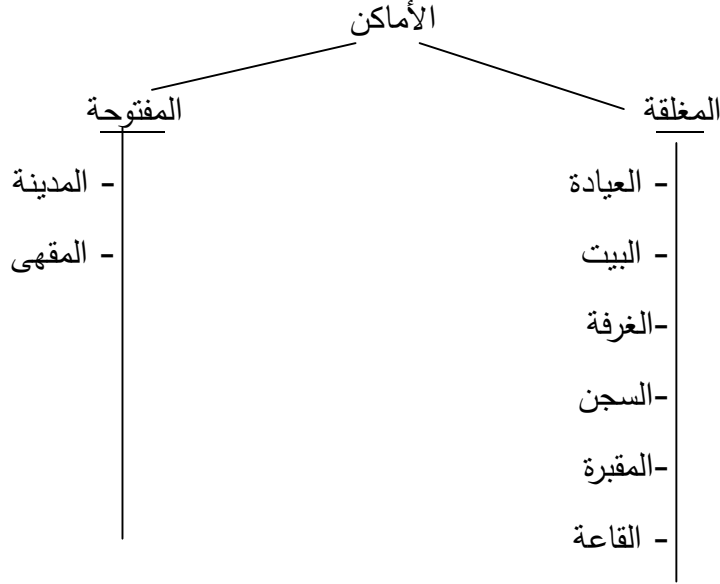 الأماكن
المغلقة
المفتوحة
- العيادة
- البيت
-الغرفة
-السجن
-المقبرة
- القاعة
- المدينة
- المقهى